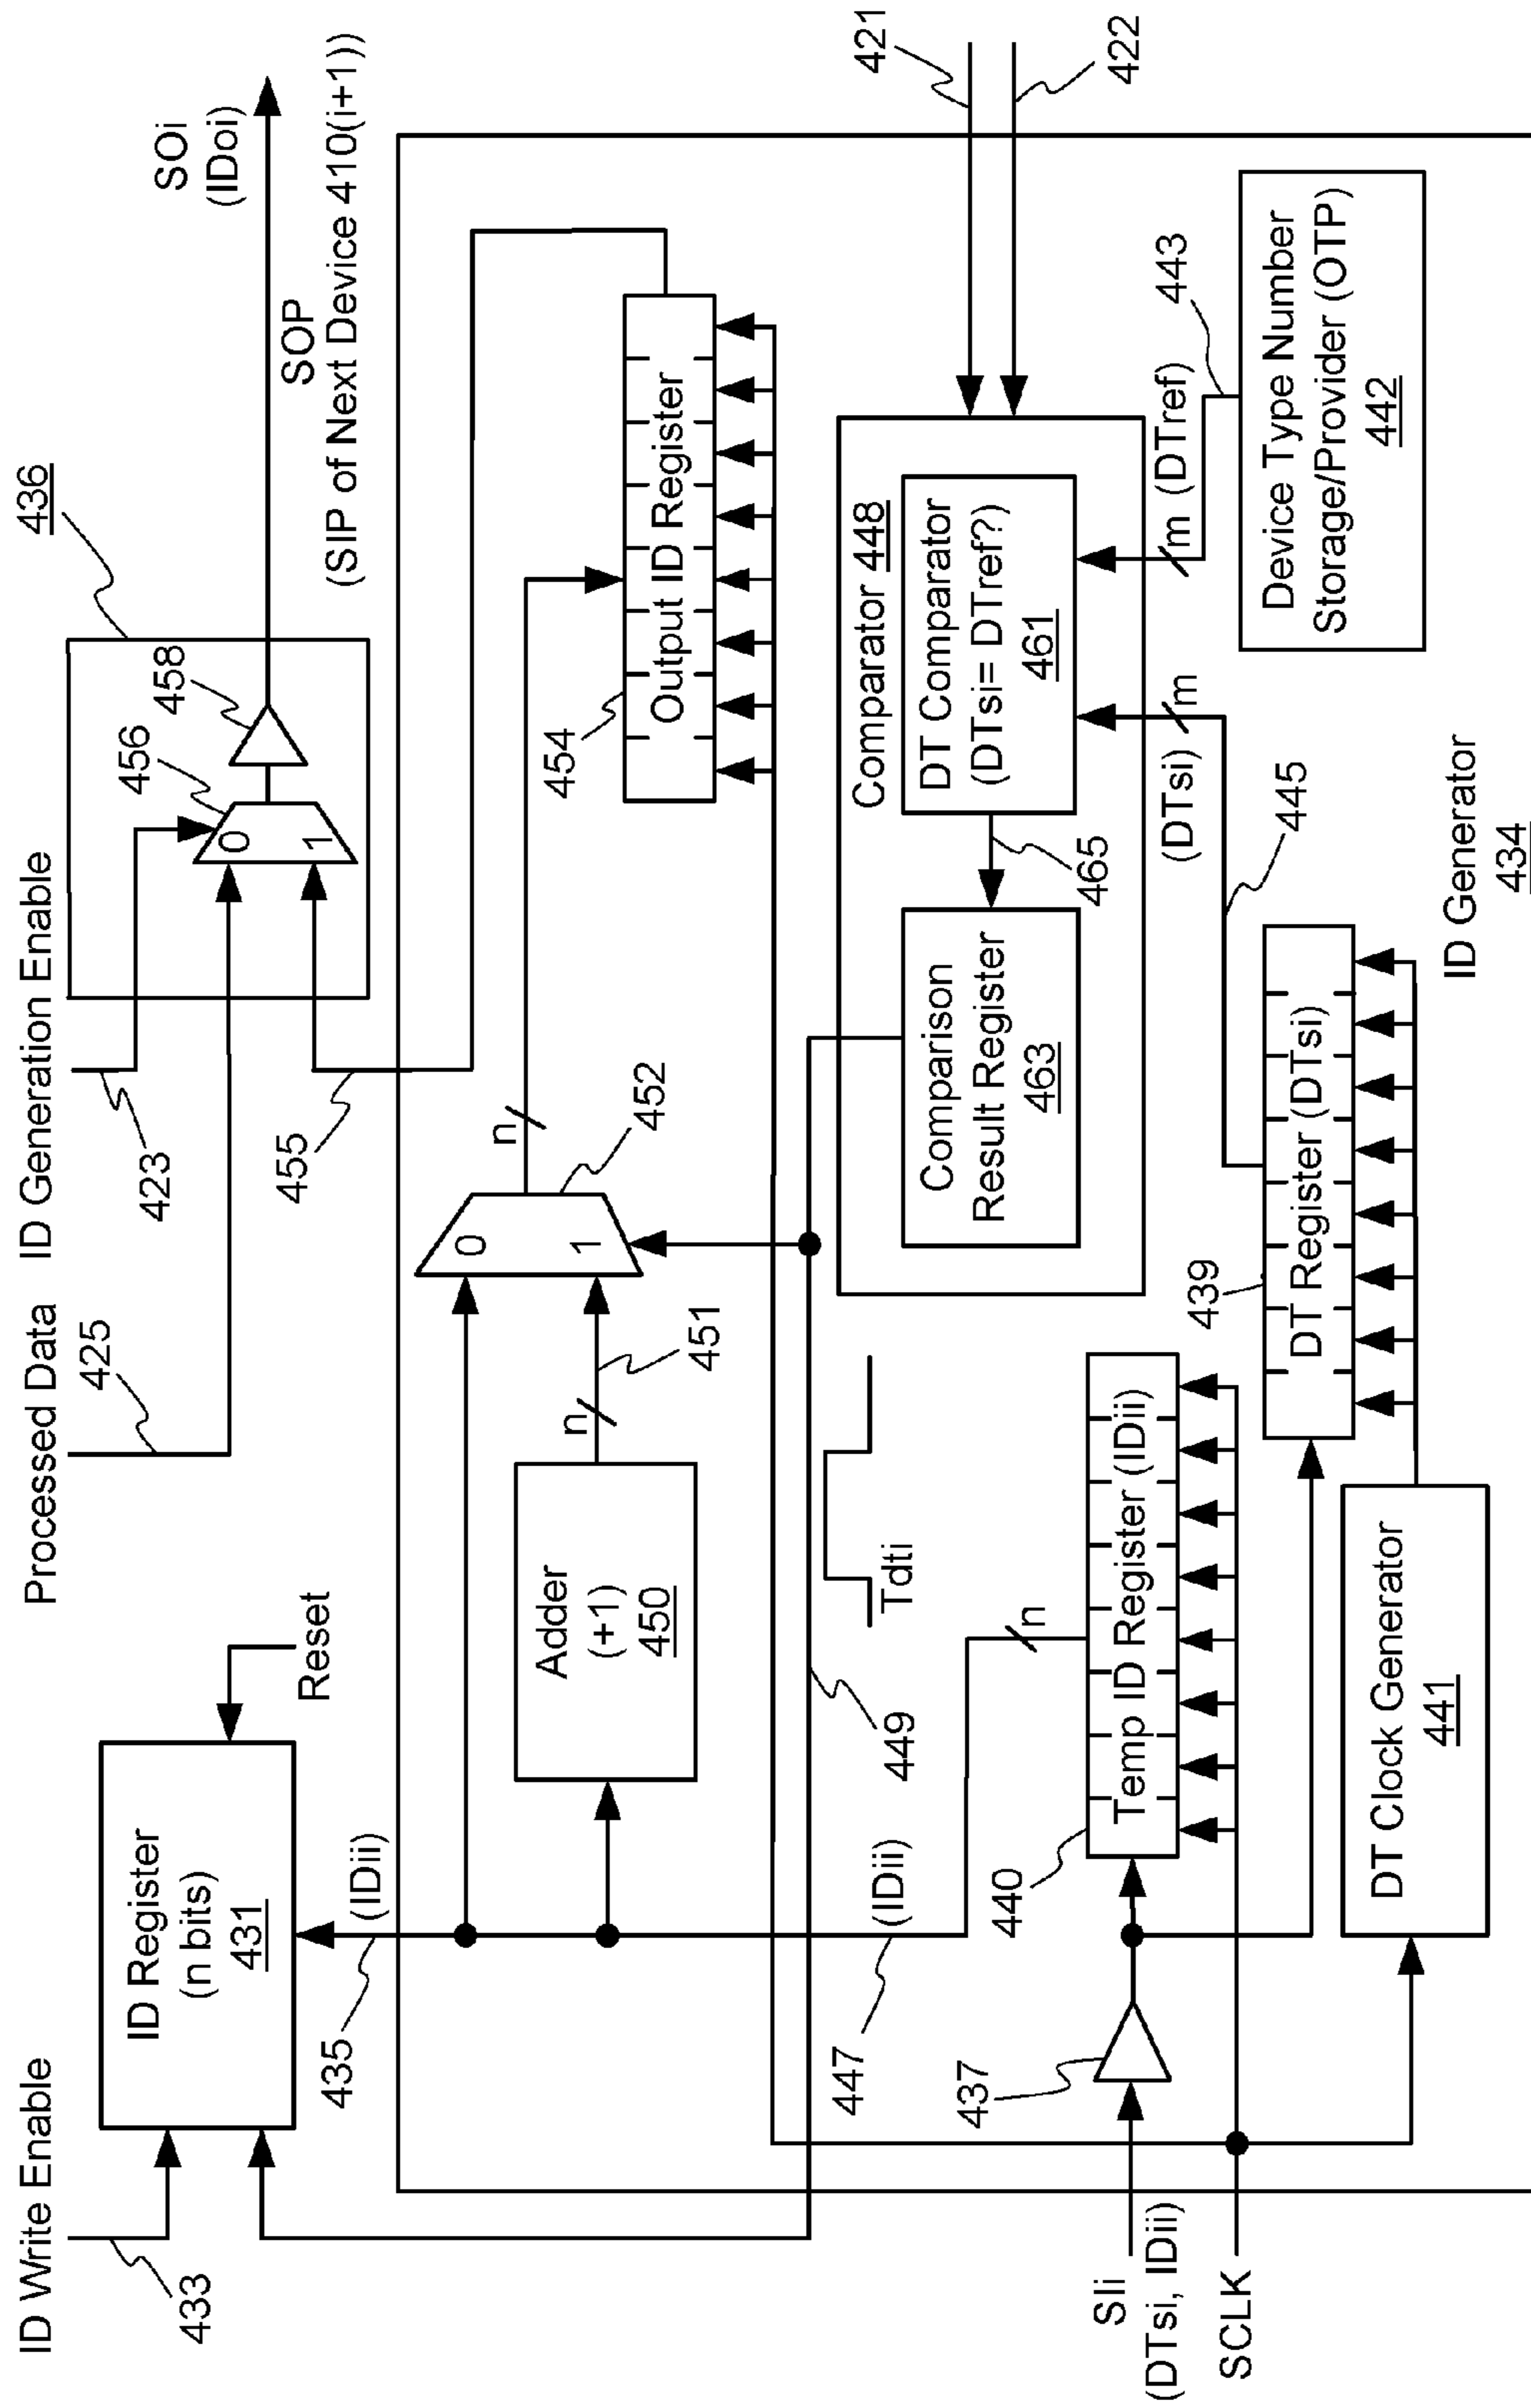 ID Write Enable
433
ID Register
(n bits)
431
Reset
Processed Data
425
ID Generation Enable
423
436
456
458
0
1
SOi
(IDoi)
SOP
(SIP of Next Device 410(i+1))
455
435
(IDii)
Adder
(+1)
450
n
451
0
1
452
n
454
Output ID Register
449
Tdti
Comparator 448
Comparison
Result Register
463
465
DT Comparator
(DTsi= DTref?)
461
421
422
447
(IDii)
n
440
Temp ID Register (IDii)
437
SIi
(DTsi, IDii)
SCLK
439
DT Register (DTsi)
(DTsi)
m
445
m
(DTref)
443
Device Type Number
Storage/Provider (OTP)
442
DT Clock Generator
441
ID Generator
434